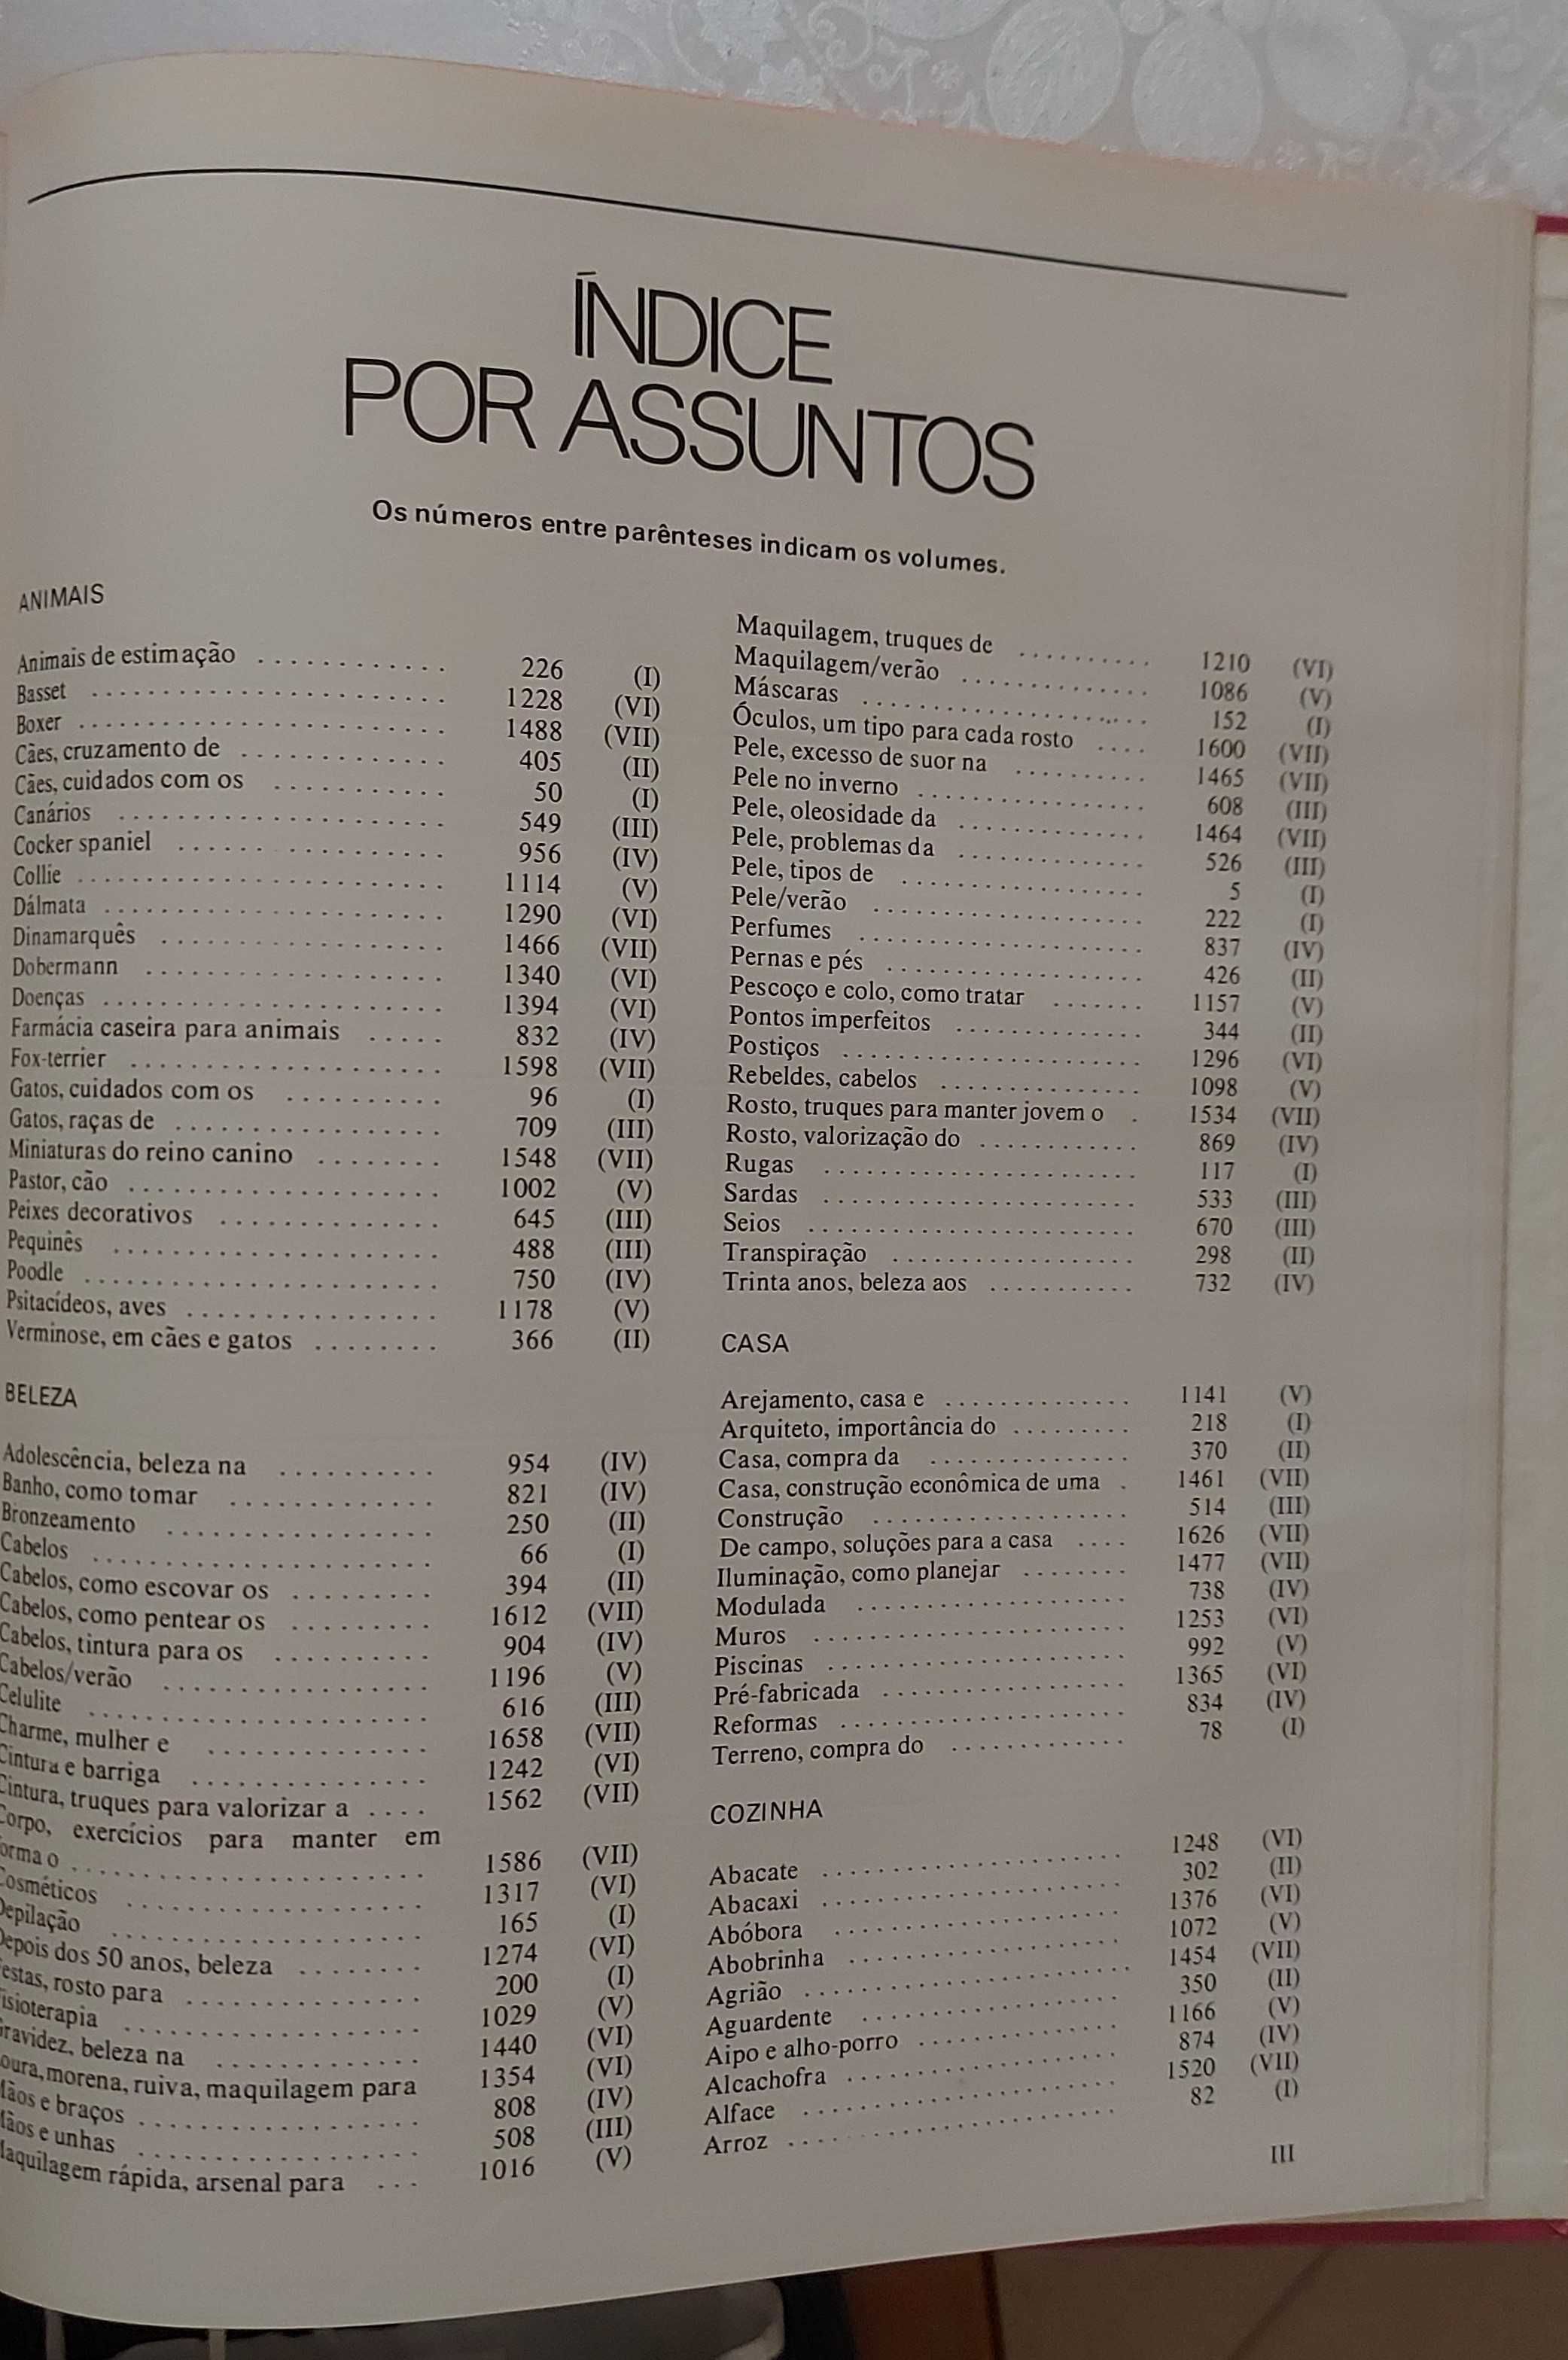 ÍNDICE
POR ASSUNTOS
Os números entre parênteses indicam os volumes.
ANIMAIS
Animais de estimação ............ 226 (I)
Basset ........................ 1228 (VI)
Boxer ......................... 1488 (VII)
Cães, cruzamento de ............. 405 (II)
Cães, cuidados com os ........... 50 (I)
Canários ...................... 549 (III)
Cocker spaniel .................. 956 (IV)
Collie ......................... 1114 (V)
Dálmata ....................... 1290 (VI)
Dinamarquês ................... 1466 (VII)
Dobermann .................... 1340 (VI)
Doenças ....................... 1394 (VI)
Farmácia caseira para animais ..... 832 (IV)
Fox-terrier ..................... 1598 (VII)
Gatos, cuidados com os .......... 96 (I)
Gatos, raças de .................. 709 (III)
Miniaturas do reino canino ........ 1548 (VII)
Pastor, cão ..................... 1002 (V)
Peixes decorativos ............... 645 (III)
Pequinês ...................... 488 (III)
Poodle ........................ 750 (IV)
Psitacídeos, aves ................. 1178 (V)
Verminose, em cães e gatos ........ 366 (II)
BELEZA
Adolescência, beleza na .......... 954 (IV)
Banho, como tomar ............. 821 (IV)
Bronzeamento .................. 250 (II)
Cabelos ........................ 66 (I)
Cabelos, como escovar os ......... 394 (II)
Cabelos, como pentear os ......... 1612 (VII)
Cabelos, tintura para os .......... 904 (IV)
Cabelos/verão .................. 1196 (V)
Celulite ........................ 616 (III)
Charme, mulher e ............... 1658 (VII)
Cintura e barriga ................ 1242 (VI)
Cintura, truques para valorizar a .... 1562 (VII)
Corpo, exercícios para manter em
orma o ........................ 1586 (VII)
Cosméticos .................... 1317 (VI)
Depilação ..................... 165 (I)
Depois dos 50 anos, beleza ........ 1274 (VI)
estas, rosto para ................ 200 (I)
isioterapia .................... 1029 (V)
ravidez, beleza na .............. 1440 (VI)
oura, morena, ruiva, maquilagem para 1354 (VI)
Mãos e braços .................. 808 (IV)
Mãos e unhas .................. 508 (III)
Maquilagem rápida, arsenal para ... 1016 (V)
Maquilagem, truques de .......... 1210 (VI)
Maquilagem/verão .............. 1086 (V)
Máscaras ...................... 152 (I)
Óculos, um tipo para cada rosto .... 1600 (VII)
Pele, excesso de suor na .......... 1465 (VII)
Pele no inverno ................. 608 (III)
Pele, oleosidade da .............. 1464 (VII)
Pele, problemas da .............. 526 (III)
Pele, tipos de ................... 5 (I)
Pele/verão ..................... 222 (I)
Perfumes ...................... 837 (IV)
Pernas e pés .................... 426 (II)
Pescoço e colo, como tratar ....... 1157 (V)
Pontos imperfeitos .............. 344 (II)
Postiços ....................... 1296 (VI)
Rebeldes, cabelos ................ 1098 (V)
Rosto, truques para manter jovem o . 1534 (VII)
Rosto, valorização do ............ 869 (IV)
Rugas ......................... 117 (I)
Sardas ......................... 533 (III)
Seios .......................... 670 (III)
Transpiração ................... 298 (II)
Trinta anos, beleza aos ........... 732 (IV)
CASA
Arejamento, casa e .............. 1141 (V)
Arquiteto, importância do ......... 218 (I)
Casa, compra da ................ 370 (II)
Casa, construção econômica de uma . 1461 (VII)
Construção .................... 514 (III)
De campo, soluções para a casa .... 1626 (VII)
Iluminação, como planejar ........ 1477 (VII)
Modulada ..................... 738 (IV)
Muros ......................... 1253 (VI)
Piscinas ....................... 992 (V)
Pré-fabricada ................... 1365 (VI)
Reformas ...................... 834 (IV)
Terreno, compra do ............. 78 (I)
COZINHA
Abacate ....................... 1248 (VI)
Abacaxi ....................... 302 (II)
Abóbora ...................... 1376 (VI)
Abobrinha .................... 1072 (V)
Agrião ........................ 1454 (VII)
Aguardente .................... 350 (II)
Aipo e alho-porro ................ 1166 (V)
Alcachofra ..................... 874 (IV)
Alface ........................ 1520 (VII)
Arroz ......................... 82 (I)
III